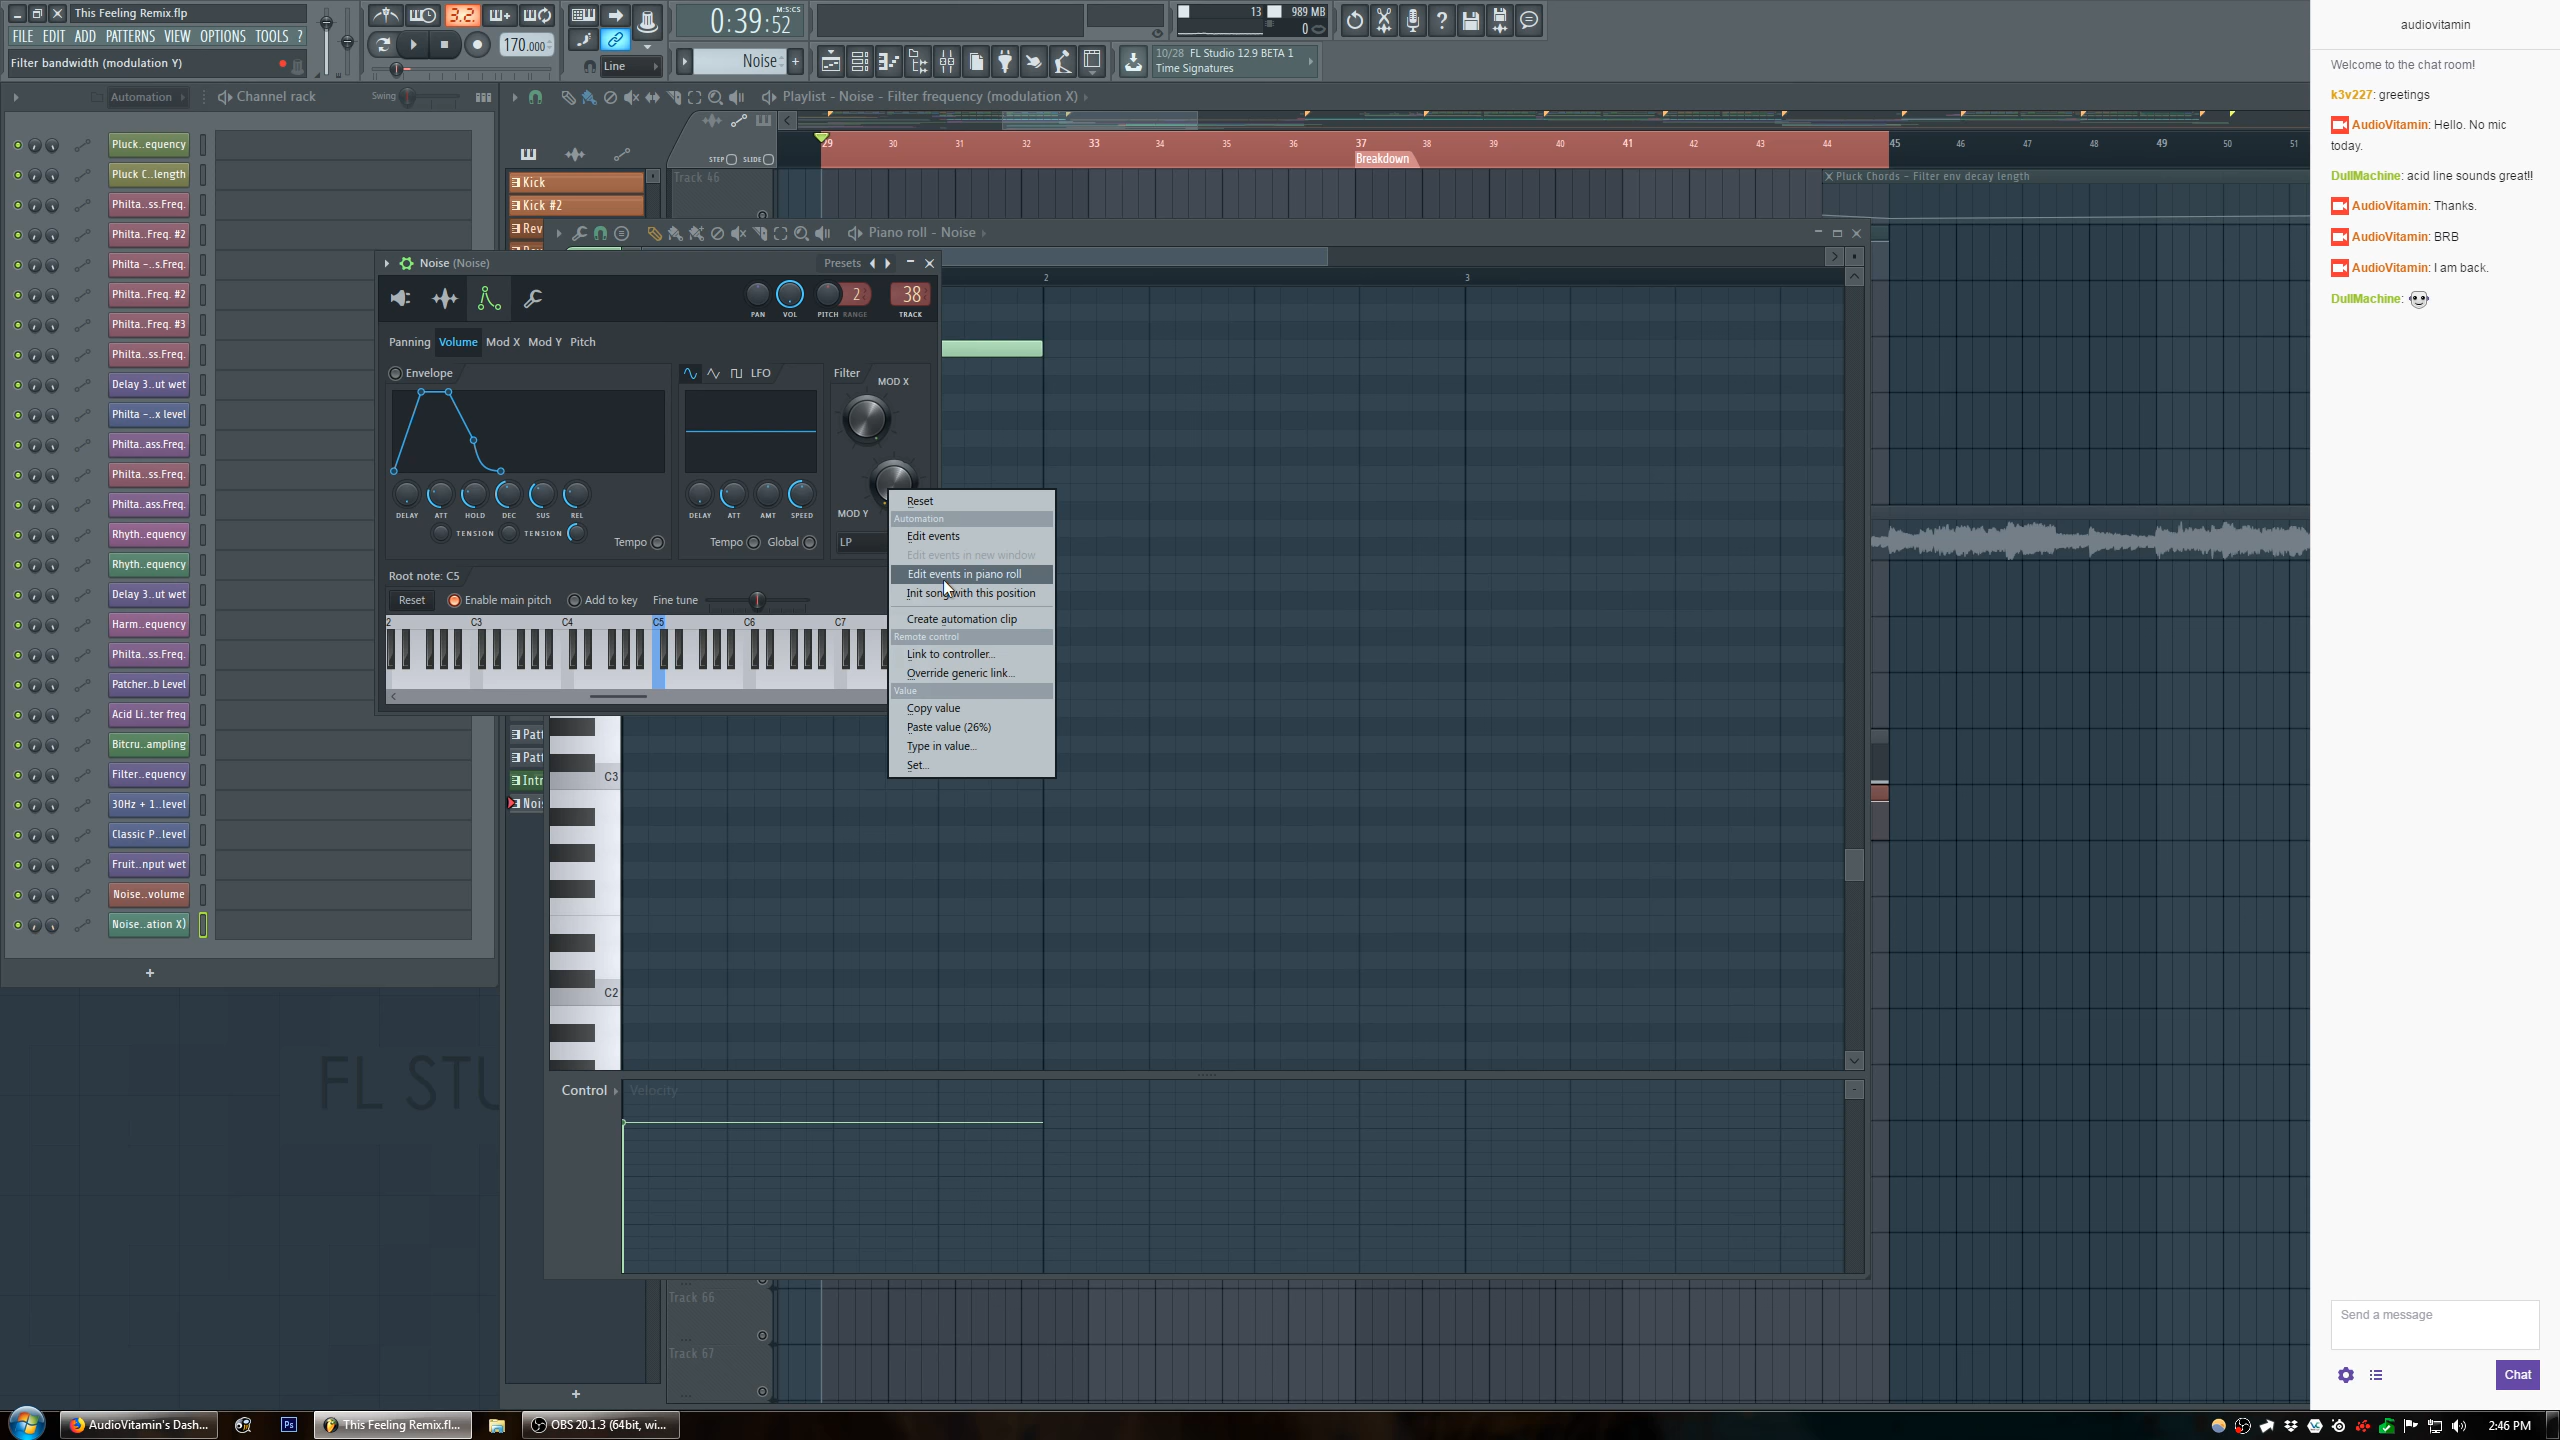 This Feeling Remix.flp
FILE EDIT ADD PATTERNS VIEW OPTIONS TOOLS ?
Filter bandwidth (modulation Y)
3.2.
170.000
Line
0:39:52
M:S:CS
Noise
13
989 MB
0
10/28 FL Studio 12.9 BETA 1
Time Signatures
Automation
Channel rack
Swing
Pluck..equency
Pluck C..length
Philta..ss.Freq.
Philta..Freq. #2
Philta -..s.Freq.
Philta..Freq. #2
Philta..Freq. #3
Philta..ss.Freq.
Delay 3..ut wet
Philta -..x level
Philta..ass.Freq.
Philta..ss.Freq.
Philta..ass.Freq.
Rhyth..equency
Rhyth..equency
Delay 3..ut wet
Harm..equency
Philta..ss.Freq.
Patcher..b Level
Acid Li..ter freq
Bitcru..ampling
Filter..equency
30Hz + 1..level
Classic P..level
Fruit..nput wet
Noise..volume
Noise..ation X)
+
FL STU
Playlist - Noise - Filter frequency (modulation X)
STEP SLIDE
29 30 31 32 33 34 35 36 37 38 39 40 41 42 43 44 45 46 47 48 49 50 51
Breakdown
Kick
Kick #2
Rev
Patt
Patt
Intr
Nois
+
Track 46
Pluck Chords - Filter env decay length
Track 66
Track 67
Piano roll - Noise
2 3
C3
C2
Control
Velocity
Noise (Noise)
Presets
PAN VOL PITCH RANGE TRACK
2
38
Panning Volume Mod X Mod Y Pitch
Envelope
LFO
Filter
MOD X
MOD Y
LP
DELAY ATT HOLD DEC SUS REL
TENSION TENSION
Tempo
DELAY ATT AMT SPEED
Tempo Global
Root note: C5
Reset
Enable main pitch
Add to key
Fine tune
2 C3 C4 C5 C6 C7
Reset
Automation
Edit events
Edit events in new window
Edit events in piano roll
Init song with this position
Create automation clip
Remote control
Link to controller...
Override generic link...
Value
Copy value
Paste value (26%)
Type in value...
Set...
audiovitamin
Welcome to the chat room!
k3v227: greetings
AudioVitamin: Hello. No mic
today.
DullMachine: acid line sounds great!!
AudioVitamin: Thanks.
AudioVitamin: BRB
AudioVitamin: I am back.
DullMachine:
Send a message
Chat
AudioVitamin's Dash...
Ps
This Feeling Remix.fl...
OBS 20.1.3 (64bit, wi...
2:46 PM